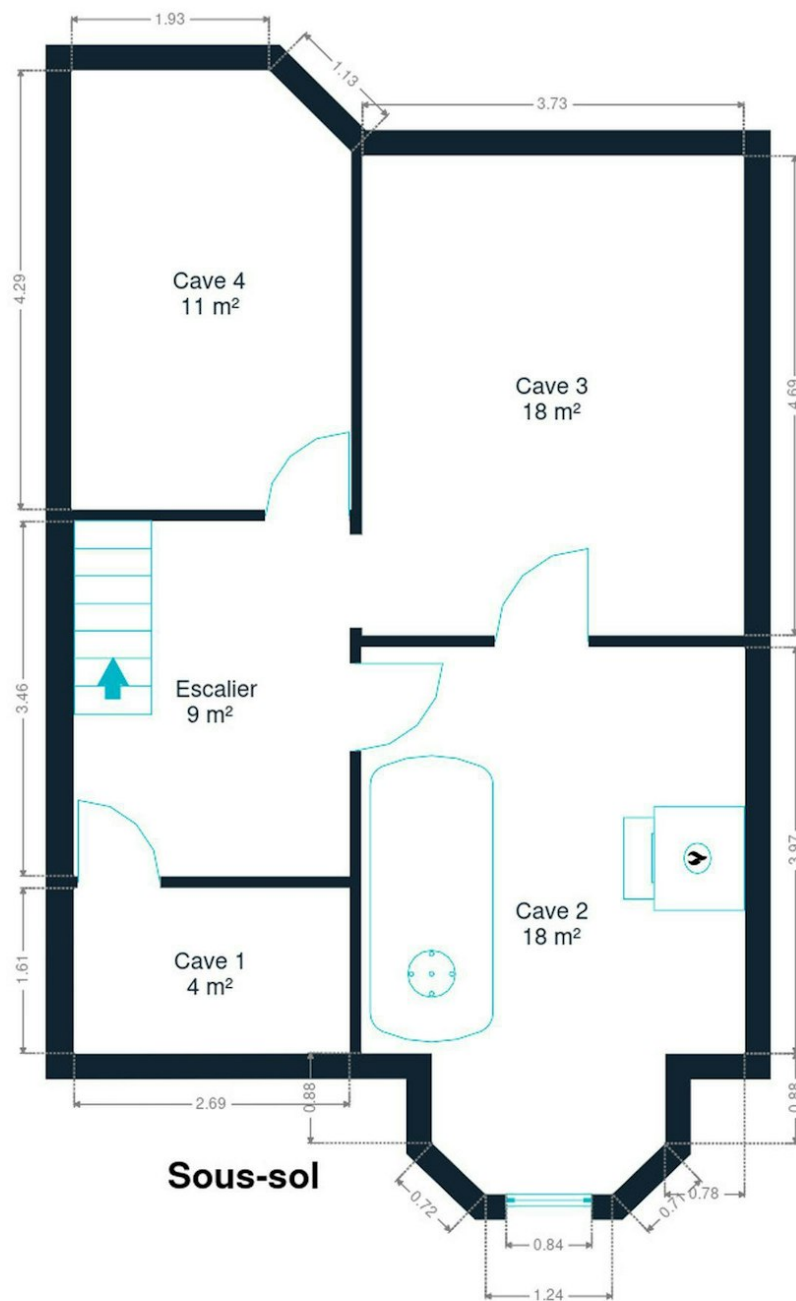 1.93
1.13
3.73
4.29
Cave 4
11 m²
Cave 3
18 m²
4.69
3.46
Escalier
9 m²
3.97
Cave 2
18 m²
Cave 1
4 m²
1.61
2.69
0.88
0.88
Sous-sol
0.72
0.71
0.78
0.84
1.24